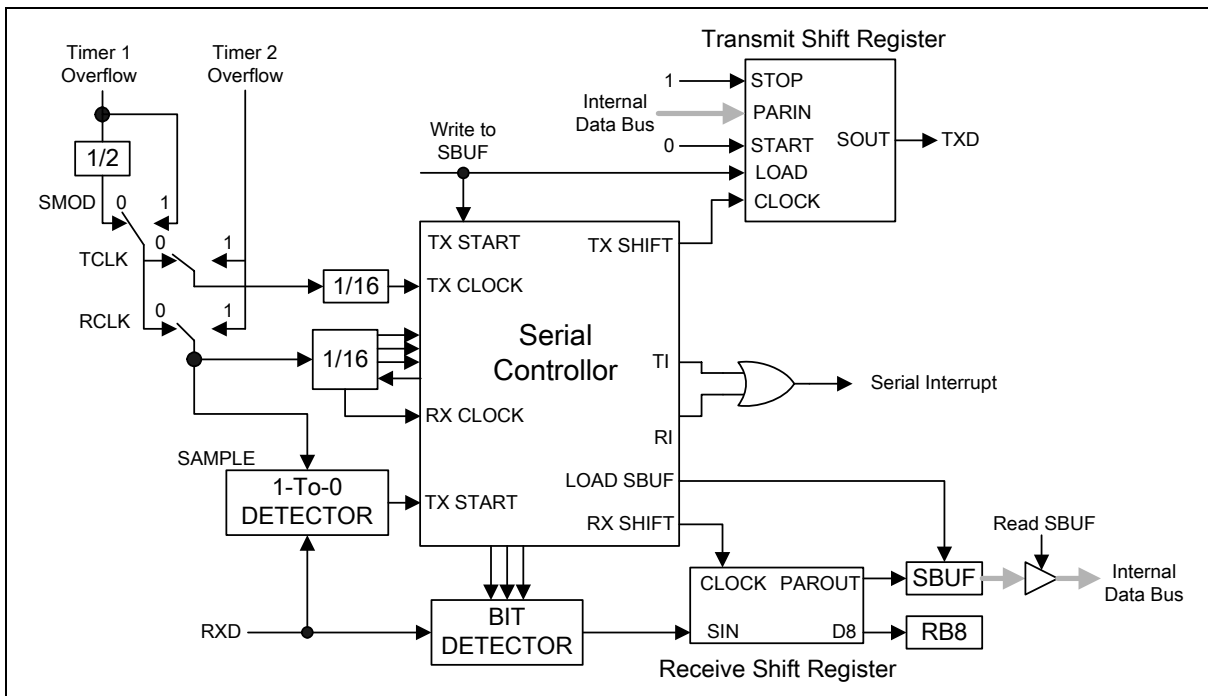 Timer 1
Overflow
Timer 2
Overflow
Transmit Shift Register
1
STOP
Internal
Data Bus
PARIN
0
START
SOUT
TXD
LOAD
CLOCK
Write to
SBUF
1/2
SMOD
0
1
TCLK
0
1
RCLK
0
1
1/16
1/16
TX START
TX SHIFT
TX CLOCK
Serial
Controllor
TI
RX CLOCK
RI
Serial Interrupt
SAMPLE
1-To-0
DETECTOR
TX START
LOAD SBUF
RX SHIFT
Read SBUF
CLOCK
PAROUT
SBUF
Internal
Data Bus
RXD
BIT
DETECTOR
SIN
D8
RB8
Receive Shift Register